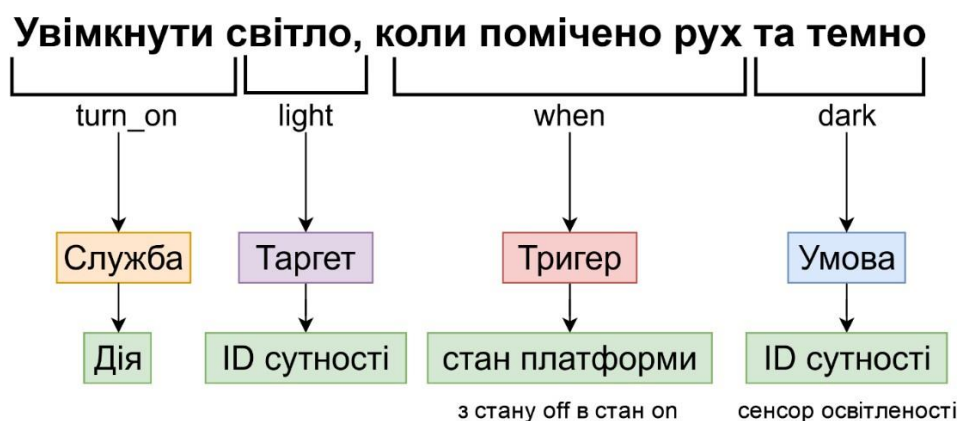 Увімкнути світло, коли помічено рух та темно
turn_on light when dark
Служба Таргет Тригер Умова
Дія ID сутності стан платформи ID сутності
з стану off в стан on сенсор освітленості